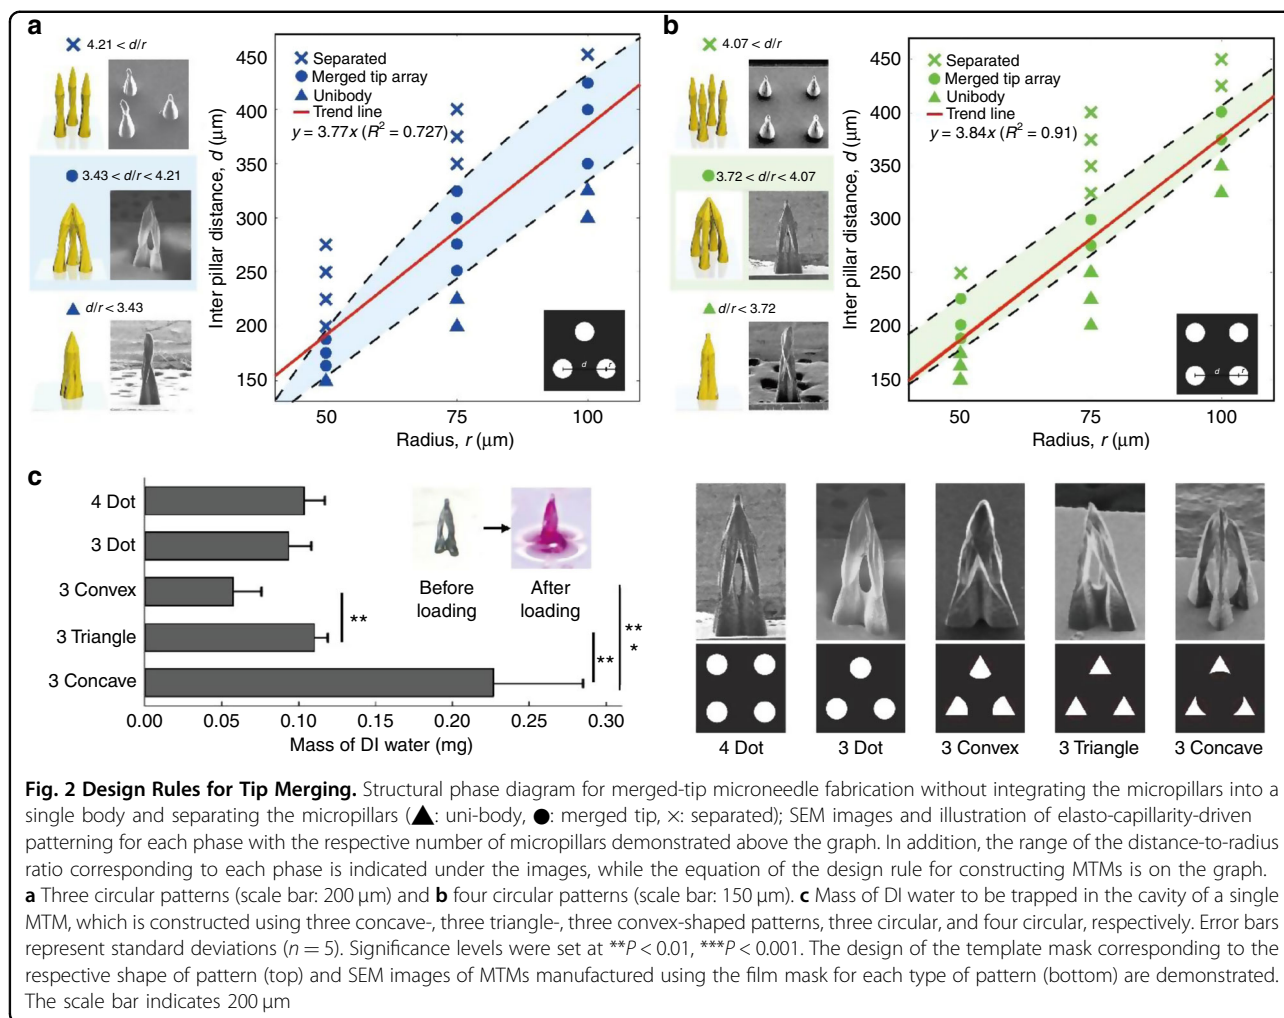 a
4.21 < d/r
3.43 < d/r < 4.21
d/r < 3.43
Inter pillar distance, d (μm)
450
400
350
300
250
200
150
Separated
Merged tip array
Unibody
Trend line
y = 3.77x (R² = 0.727)
d
r
50
75
100
Radius, r (μm)
b
4.07 < d/r
3.72 < d/r < 4.07
d/r < 3.72
Inter pillar distance, d (μm)
450
400
350
300
250
200
150
Separated
Merged tip array
Unibody
Trend line
y = 3.84x (R² = 0.91)
d
r
50
75
100
Radius, r (μm)
c
4 Dot
3 Dot
3 Convex
3 Triangle
3 Concave
Before loading
After loading
**
**
**
*
0.00
0.05
0.10
0.15
0.20
0.25
0.30
Mass of DI water (mg)
4 Dot
3 Dot
3 Convex
3 Triangle
3 Concave
Fig. 2 Design Rules for Tip Merging. Structural phase diagram for merged-tip microneedle fabrication without integrating the micropillars into a
single body and separating the micropillars (▲: uni-body, ●: merged tip, ×: separated); SEM images and illustration of elasto-capillarity-driven
patterning for each phase with the respective number of micropillars demonstrated above the graph. In addition, the range of the distance-to-radius
ratio corresponding to each phase is indicated under the images, while the equation of the design rule for constructing MTMs is on the graph.
a Three circular patterns (scale bar: 200 μm) and b four circular patterns (scale bar: 150 μm). c Mass of DI water to be trapped in the cavity of a single
MTM, which is constructed using three concave-, three triangle-, three convex-shaped patterns, three circular, and four circular, respectively. Error bars
represent standard deviations (n = 5). Significance levels were set at **P < 0.01, ***P < 0.001. The design of the template mask corresponding to the
respective shape of pattern (top) and SEM images of MTMs manufactured using the film mask for each type of pattern (bottom) are demonstrated.
The scale bar indicates 200 μm